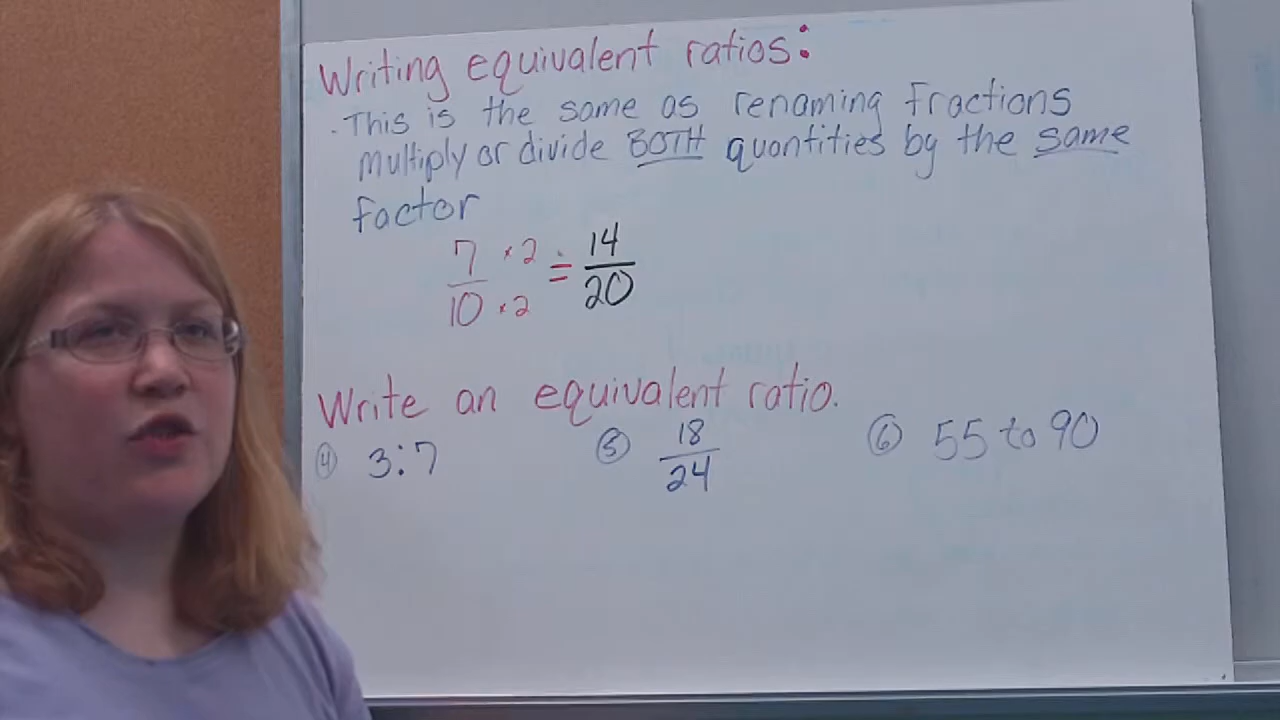 Writing equivalent ratios:
. This is the same as renaming fractions
multiply or divide BOTH quantities by the same
factor
7/10 × 2/× 2 = 14/20
Write an equivalent ratio.
④ 3:7 ⑤ 18/24 ⑥ 55 to 90